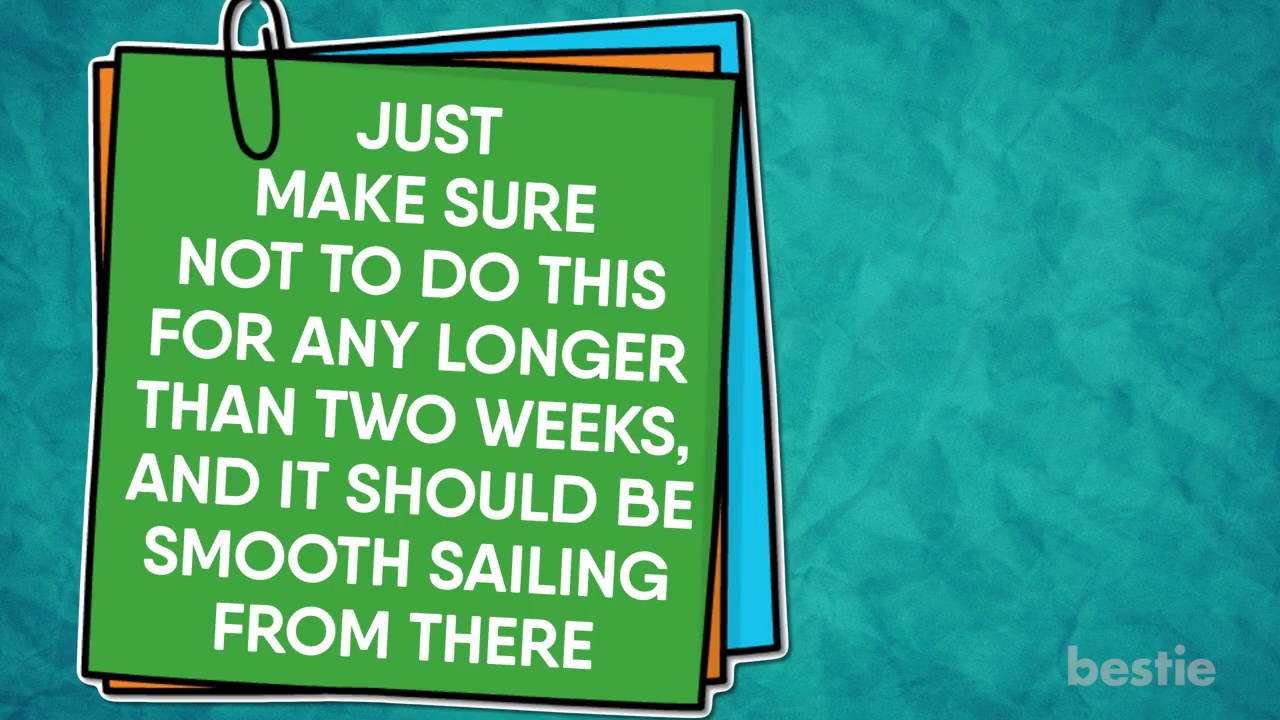 JUST
MAKE SURE
NOT TO DO THIS
FOR ANY LONGER
THAN TWO WEEKS,
AND IT SHOULD BE
SMOOTH SAILING
FROM THERE
bestie